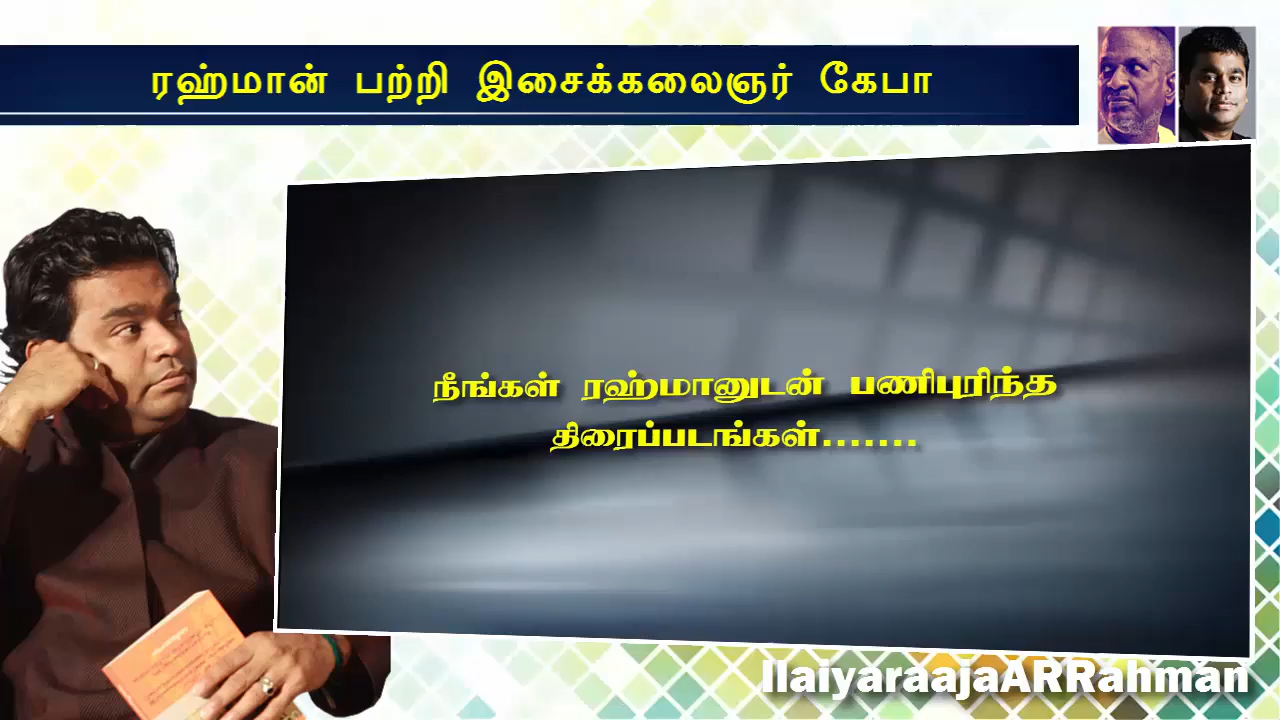 ரஹ்மான் பற்றி இசைக்கலைஞர் கேபா
நீங்கள் ரஹ்மானுடன் பணிபுரிந்த
திரைப்படங்கள்.......
IlaiyaraajaARRahman